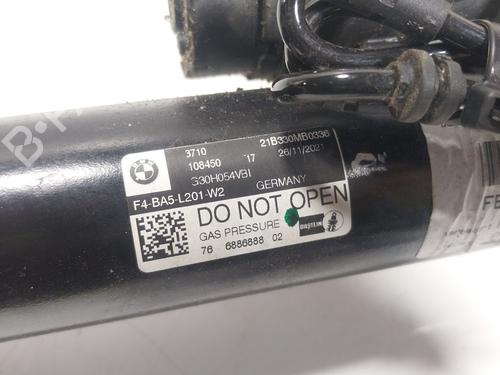 3710 21B330MB0336
108450 '17 26/11/2021
G30H054VBI
F4-BA5-L201-W2 GERMANY
DO NOT OPEN
GAS PRESSURE BILSTEIN
76 6886888 02